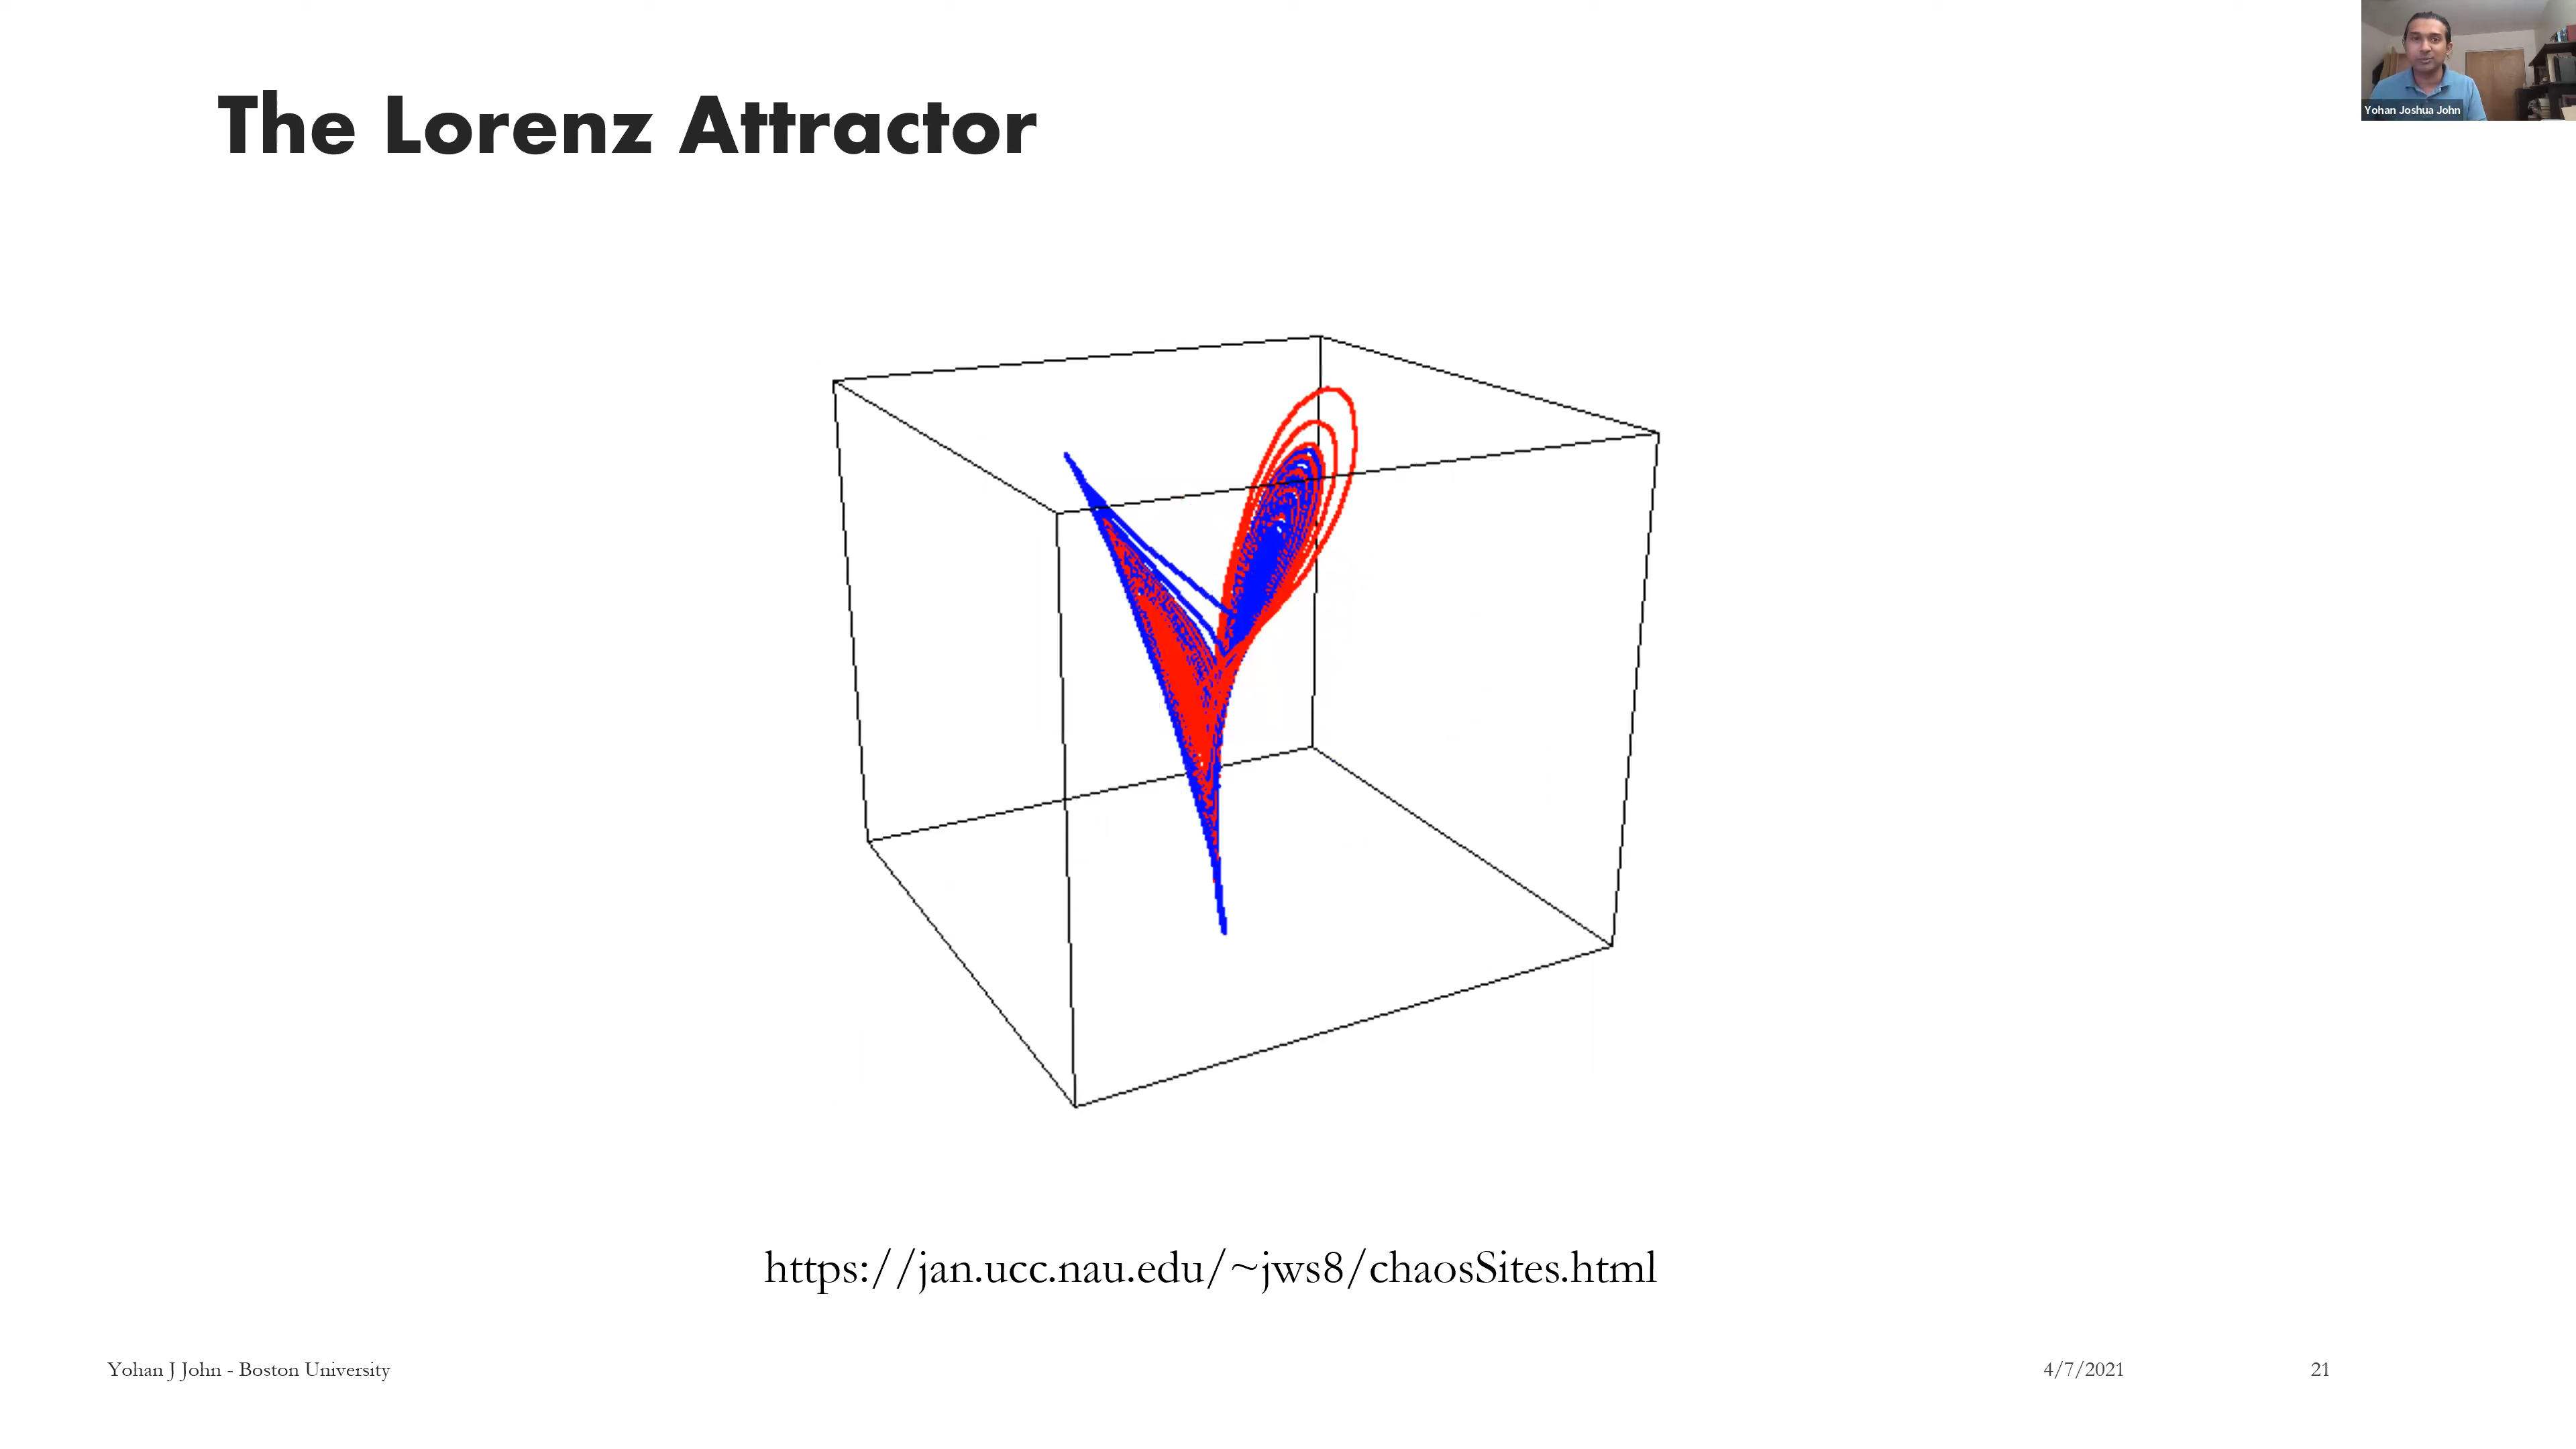 The Lorenz Attractor
Yohan Joshua John
https://jan.ucc.nau.edu/~jws8/chaosSites.html
Yohan J John - Boston University
4/7/2021
21